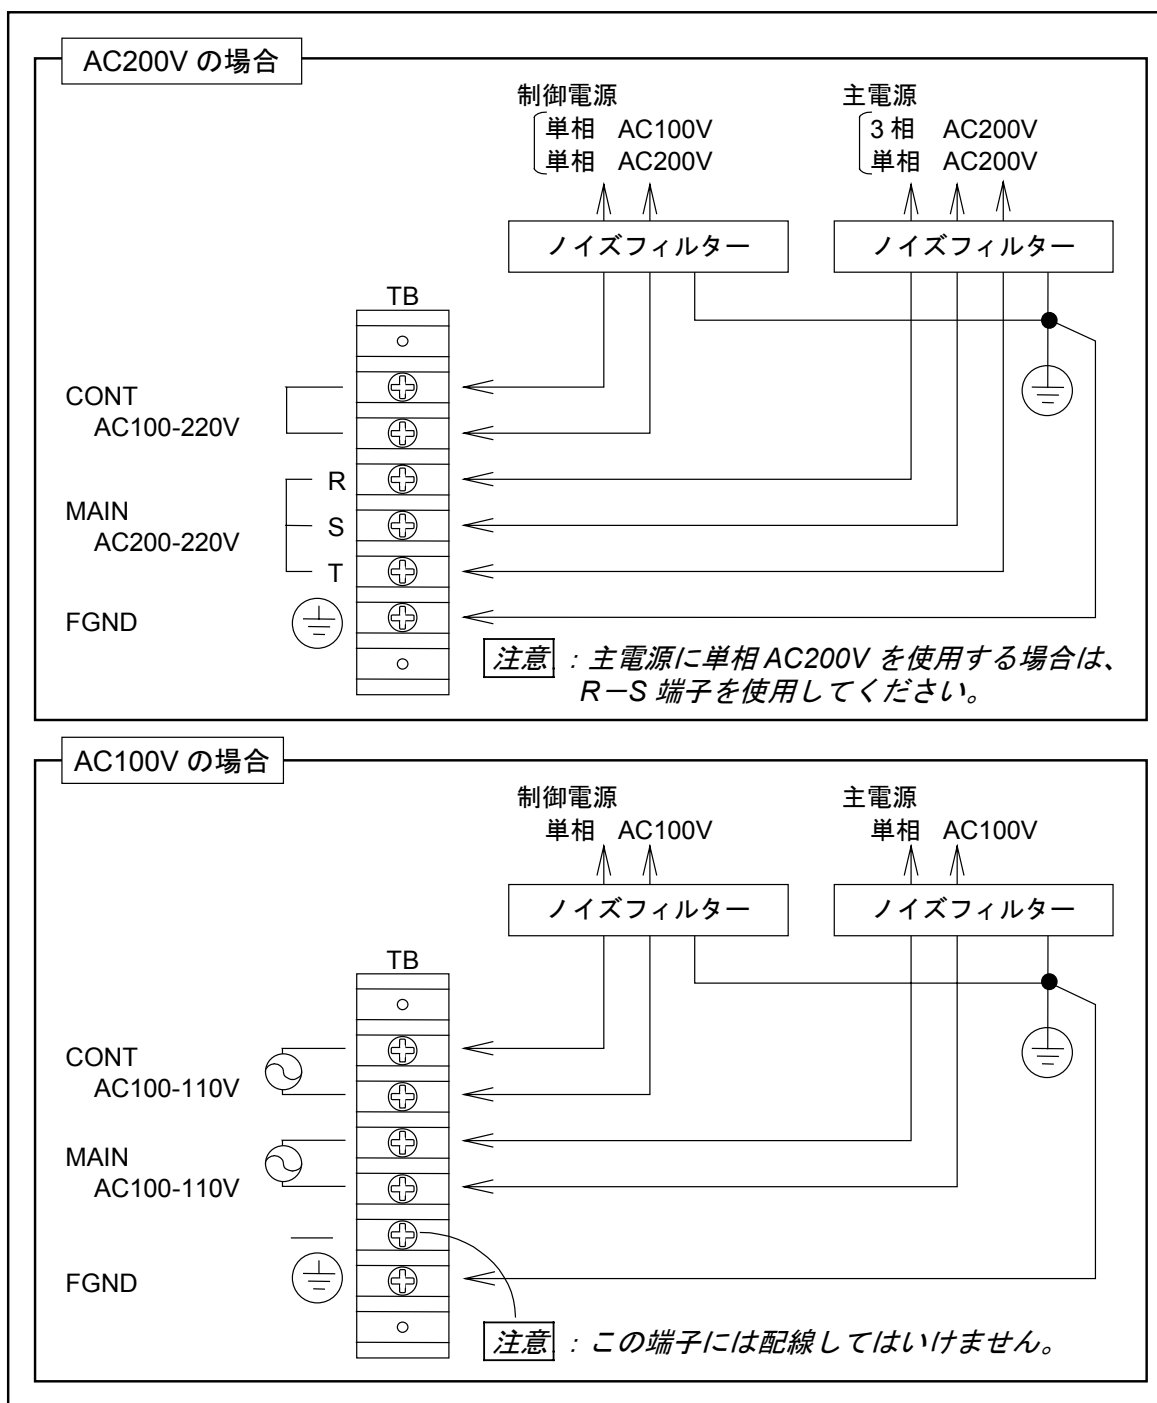 AC200V の場合
制御電源
単相 AC100V
単相 AC200V
主電源
3 相 AC200V
単相 AC200V
ノイズフィルター
ノイズフィルター
TB
CONT
AC100-220V
R
MAIN
S
AC200-220V
T
FGND
注意 : 主電源に単相 AC200V を使用する場合は、
R－S 端子を使用してください。
AC100V の場合
制御電源
単相 AC100V
主電源
単相 AC100V
ノイズフィルター
ノイズフィルター
TB
CONT
AC100-110V
MAIN
AC100-110V
FGND
注意 : この端子には配線してはいけません。